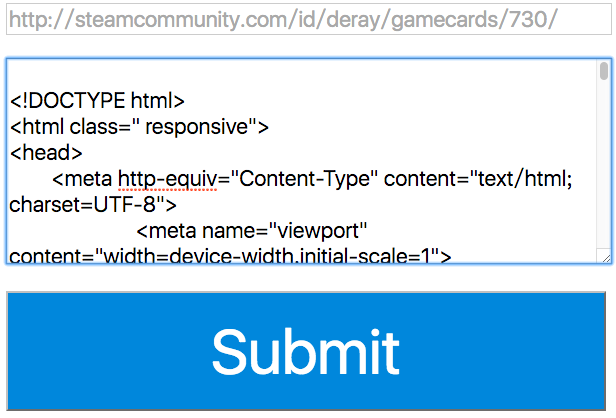 http://steamcommunity.com/id/deray/gamecards/730/
<!DOCTYPE html>
<html class=" responsive">
<head>
<meta http-equiv="Content-Type" content="text/html;
charset=UTF-8">
<meta name="viewport"
content="width=device-width,initial-scale=1">
Submit